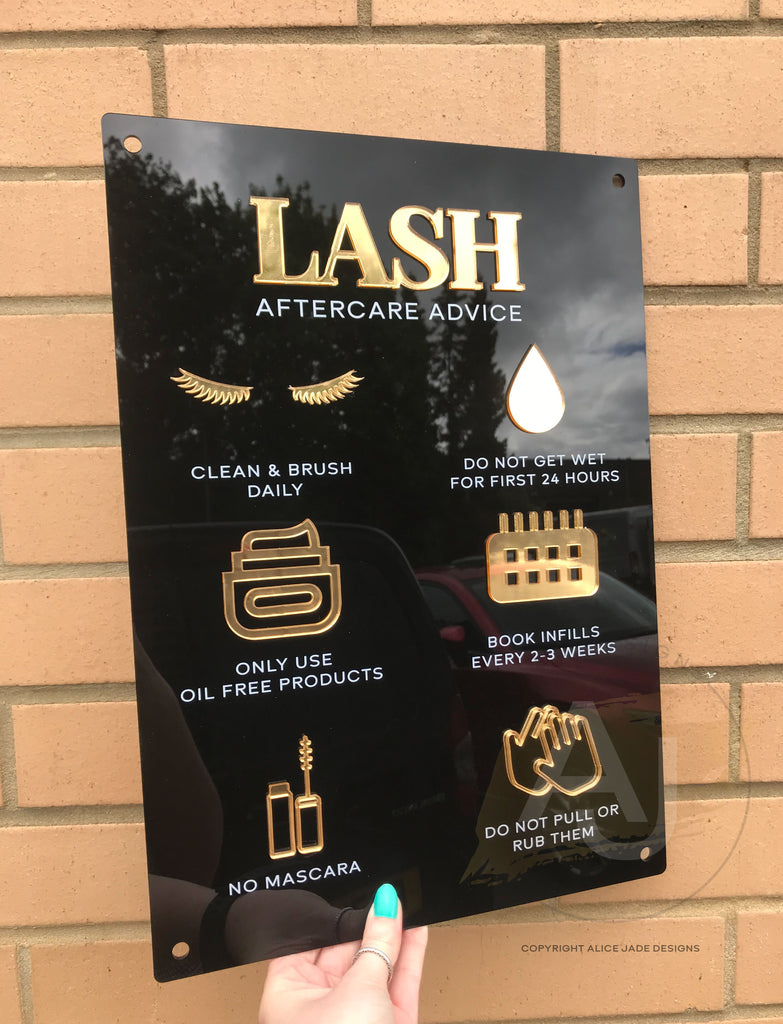 LASH
AFTERCARE ADVICE
CLEAN & BRUSH
DAILY
DO NOT GET WET
FOR FIRST 24 HOURS
ONLY USE
OIL FREE PRODUCTS
BOOK INFILLS
EVERY 2-3 WEEKS
NO MASCARA
DO NOT PULL OR
RUB THEM
AJ
COPYRIGHT ALICE JADE DESIGNS